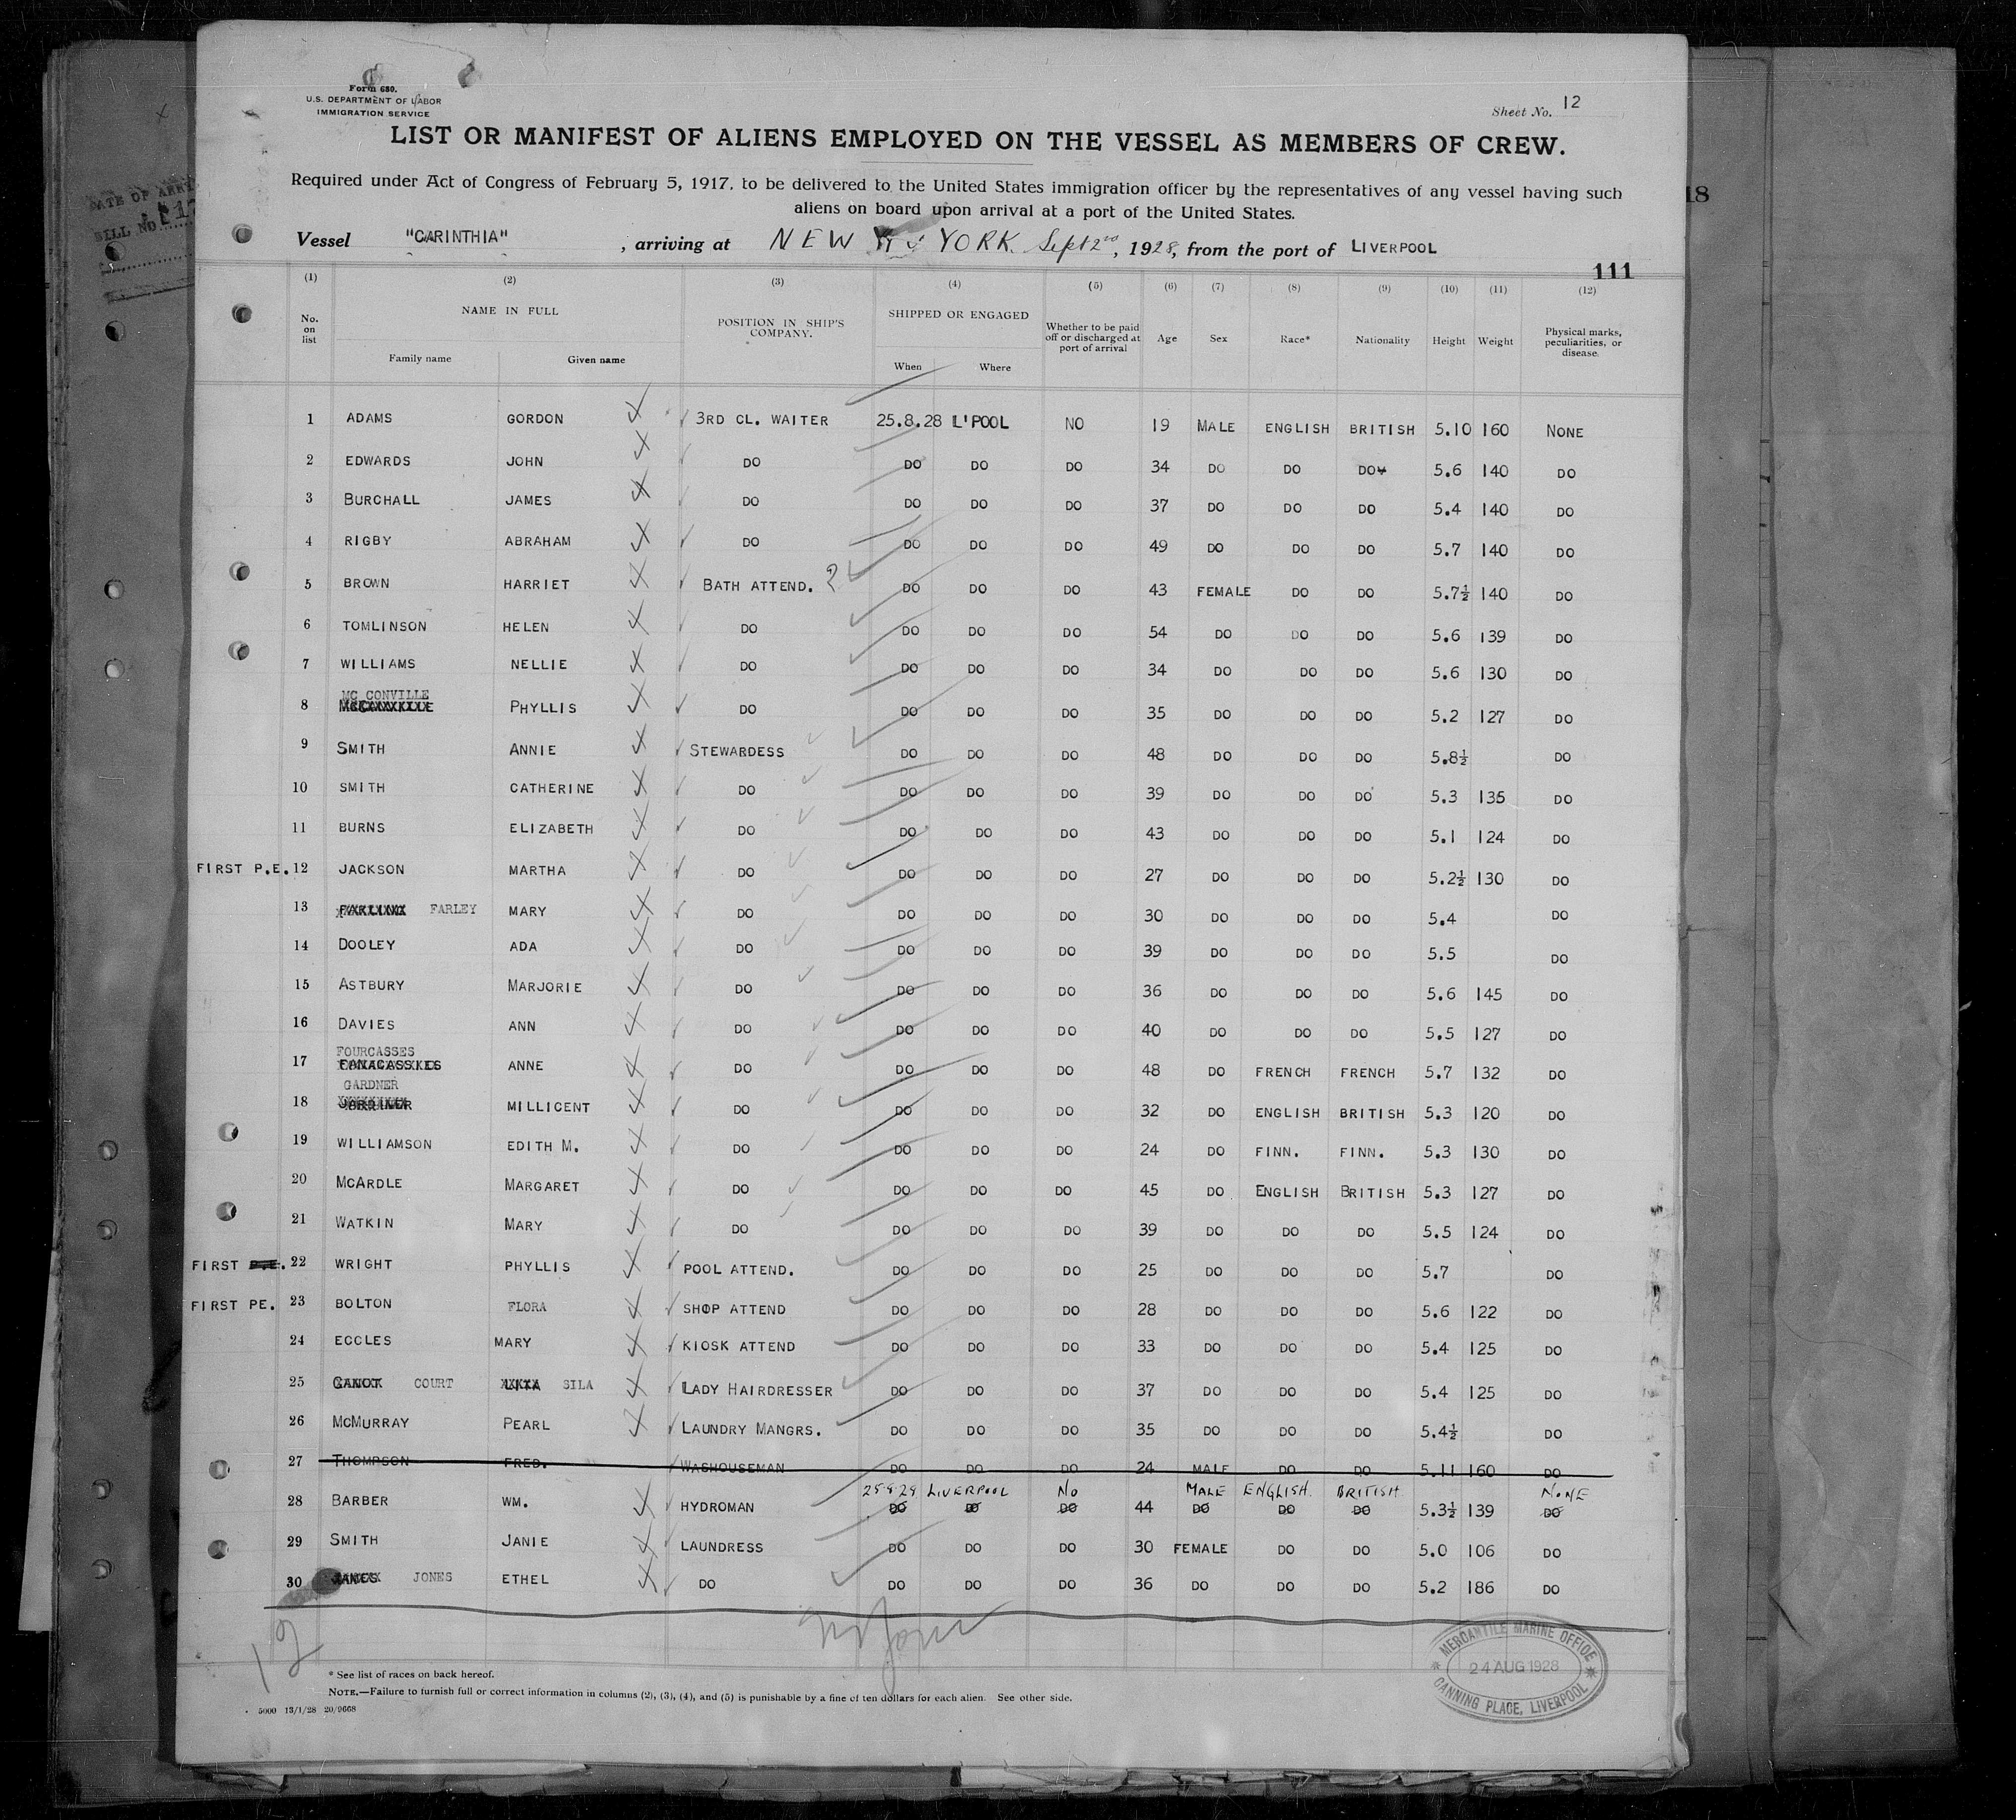 Form 680.
U.S. DEPARTMENT OF LABOR
IMMIGRATION SERVICE
Sheet No. 12
LIST OR MANIFEST OF ALIENS EMPLOYED ON THE VESSEL AS MEMBERS OF CREW.
Required under Act of Congress of February 5, 1917, to be delivered to the United States immigration officer by the representatives of any vessel having such
aliens on board upon arrival at a port of the United States.
Vessel "CARINTHIA", arriving at NEW YORK Sept 2nd, 1928, from the port of LIVERPOOL
111
(1) (2) (3) (4) (5) (6) (7) (8) (9) (10) (11) (12)
No. on list NAME IN FULL Family name Given name POSITION IN SHIP'S COMPANY. SHIPPED OR ENGAGED When Where Whether to be paid off or discharged at port of arrival Age Sex Race* Nationality Height Weight Physical marks, peculiarities, or disease.
1 ADAMS GORDON 3RD CL. WAITER 25.8.28 L'POOL NO 19 MALE ENGLISH BRITISH 5.10 160 NONE
2 EDWARDS JOHN DO DO DO DO 34 DO DO DO 5.6 140 DO
3 BURCHALL JAMES DO DO DO DO 37 DO DO DO 5.4 140 DO
4 RIGBY ABRAHAM DO DO DO DO 49 DO DO DO 5.7 140 DO
5 BROWN HARRIET BATH ATTEND. ? DO DO DO 43 FEMALE DO DO 5.7½ 140 DO
6 TOMLINSON HELEN DO DO DO DO 54 DO DO DO 5.6 139 DO
7 WILLIAMS NELLIE DO DO DO DO 34 DO DO DO 5.6 130 DO
8 MC CONVILLE PHYLLIS DO DO DO DO 35 DO DO DO 5.2 127 DO
9 SMITH ANNIE STEWARDESS DO DO DO 48 DO DO DO 5.8½ DO
10 SMITH CATHERINE DO DO DO DO 39 DO DO DO 5.3 135 DO
11 BURNS ELIZABETH DO DO DO DO 43 DO DO DO 5.1 124 DO
FIRST P.E. 12 JACKSON MARTHA DO DO DO DO 27 DO DO DO 5.2½ 130 DO
13 FARLEY MARY DO DO DO DO 30 DO DO DO 5.4 DO
14 DOOLEY ADA DO DO DO DO 39 DO DO DO 5.5 DO
15 ASTBURY MARJORIE DO DO DO DO 36 DO DO DO 5.6 145 DO
16 DAVIES ANN DO DO DO DO 40 DO DO DO 5.5 127 DO
17 FOURCASSES ANNE DO DO DO DO 48 DO FRENCH FRENCH 5.7 132 DO
18 GARDNER MILLICENT DO DO DO DO 32 DO ENGLISH BRITISH 5.3 120 DO
19 WILLIAMSON EDITH M. DO DO DO DO 24 DO FINN. FINN. 5.3 130 DO
20 MCARDLE MARGARET DO DO DO DO 45 DO ENGLISH BRITISH 5.3 127 DO
21 WATKIN MARY DO DO DO DO 39 DO DO DO 5.5 124 DO
FIRST P.E. 22 WRIGHT PHYLLIS POOL ATTEND. DO DO DO 25 DO DO DO 5.7 DO
FIRST PE. 23 BOLTON FLORA SHOP ATTEND DO DO DO 28 DO DO DO 5.6 122 DO
24 ECCLES MARY KIOSK ATTEND DO DO DO 33 DO DO DO 5.4 125 DO
25 COURT SILA LADY HAIRDRESSER DO DO DO 37 DO DO DO 5.4 125 DO
26 MCMURRAY PEARL LAUNDRY MANGRS. DO DO DO 35 DO DO DO 5.4½ DO
27 THOMPSON FRED. WASHOUSEMAN DO DO DO 24 MALE DO DO 5.11 160 DO
LIVERPOOL NO MALE ENGLISH. BRITISH NONE
28 BARBER WM. HYDROMAN DO DO DO 44 DO DO DO 5.3½ 139 DO
29 SMITH JANIE LAUNDRESS DO DO DO 30 FEMALE DO DO 5.0 106 DO
30 JONES ETHEL DO DO DO DO 36 DO DO DO 5.2 186 DO
12
* See list of races on back hereof.
NOTE.—Failure to furnish full or correct information in columns (2), (3), (4), and (5) is punishable by a fine of ten dollars for each alien. See other side.
5000 13/1/28 20/9668
MERCANTILE MARINE OFFICE
24 AUG 1928
CANNING PLACE, LIVERPOOL
18